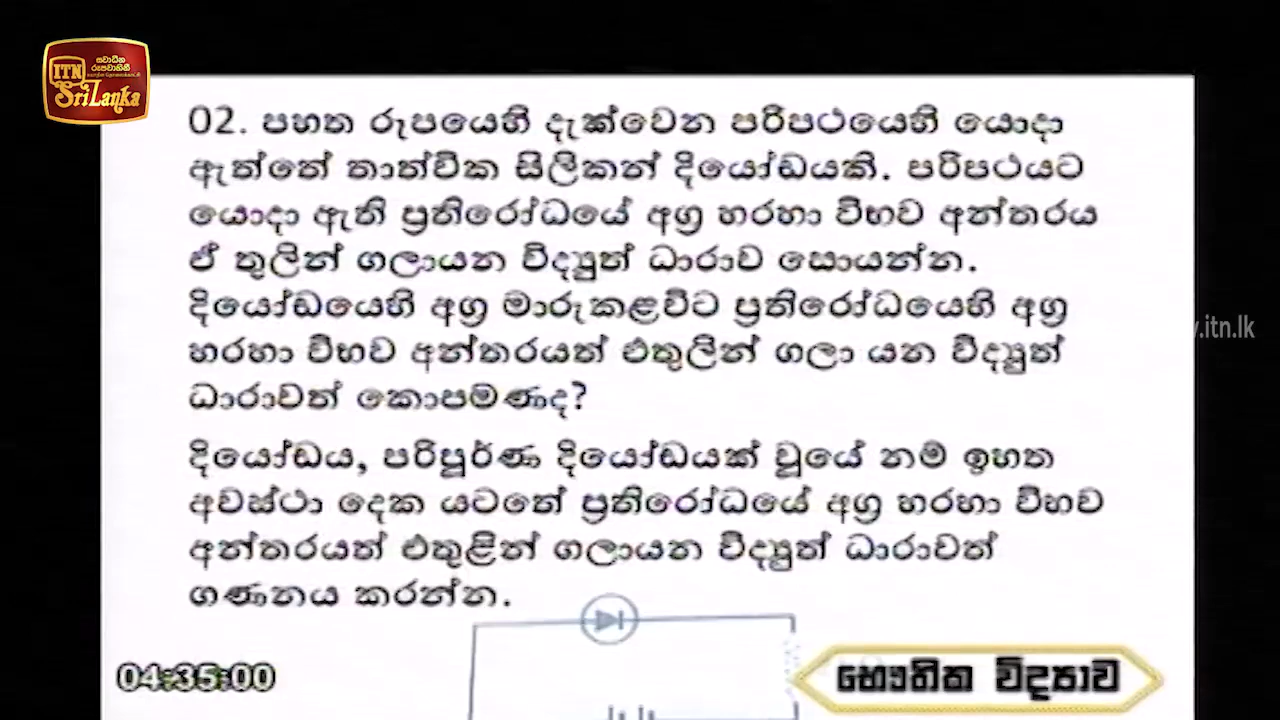 ස්වාධීන
රූපවාහිනී
ITN
Sri Lanka
02. පහත රූපයෙහි දැක්වෙන පරිපථයෙහි යොදා
ඇත්තේ තාත්වික සිලිකන් දියෝඩයකි. පරිපථයට
යොදා ඇති ප්‍රතිරෝධයේ අග්‍ර හරහා විභව අන්තරය
ඒ තුලින් ගලායන විද්‍යුත් ධාරාව සොයන්න.
දියෝඩයෙහි අග්‍ර මාරුකළවිට ප්‍රතිරෝධයෙහි අග්‍ර
හරහා විභව අන්තරයත් එතුලින් ගලා යන විද්‍යුත්
ධාරාවත් කොපමණද?
දියෝඩය, පරිපූර්ණ දියෝඩයක් වූයේ නම් ඉහත
අවස්ථා දෙක යටතේ ප්‍රතිරෝධයේ අග්‍ර හරහා විභව
අන්තරයත් එතුළින් ගලායන විද්‍යුත් ධාරාවත්
ගණනය කරන්න.
.itn.lk
04:35:00
භෞතික විද්‍යාව